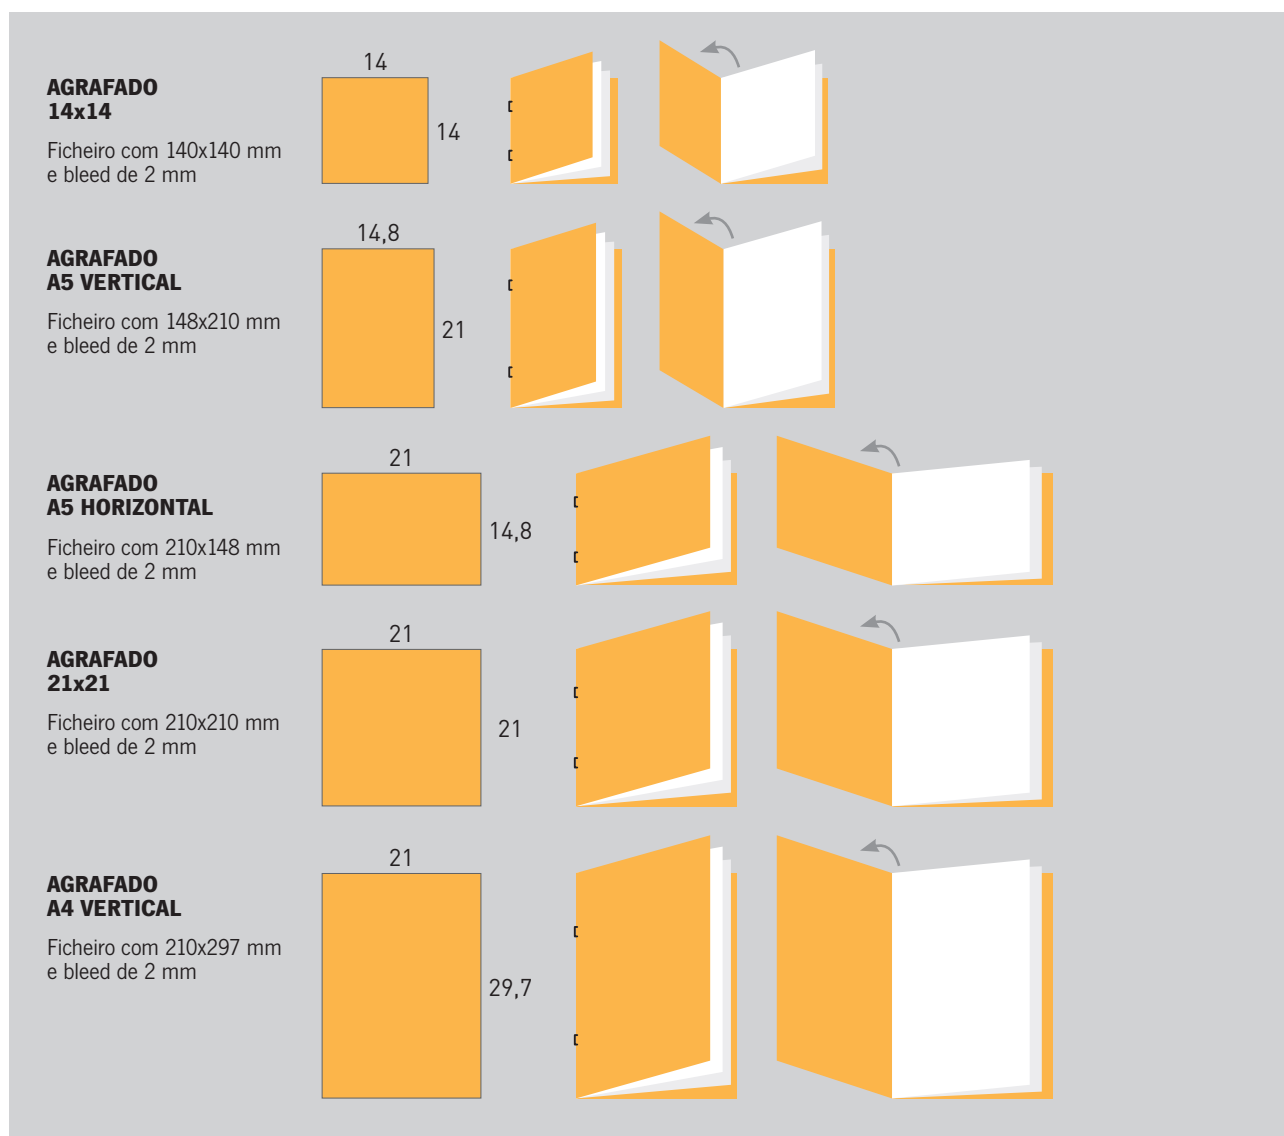 AGRAFADO
14x14
Ficheiro com 140x140 mm
e bleed de 2 mm
14
14
AGRAFADO
A5 VERTICAL
Ficheiro com 148x210 mm
e bleed de 2 mm
14,8
21
AGRAFADO
A5 HORIZONTAL
Ficheiro com 210x148 mm
e bleed de 2 mm
21
14,8
AGRAFADO
21x21
Ficheiro com 210x210 mm
e bleed de 2 mm
21
21
AGRAFADO
A4 VERTICAL
Ficheiro com 210x297 mm
e bleed de 2 mm
21
29,7